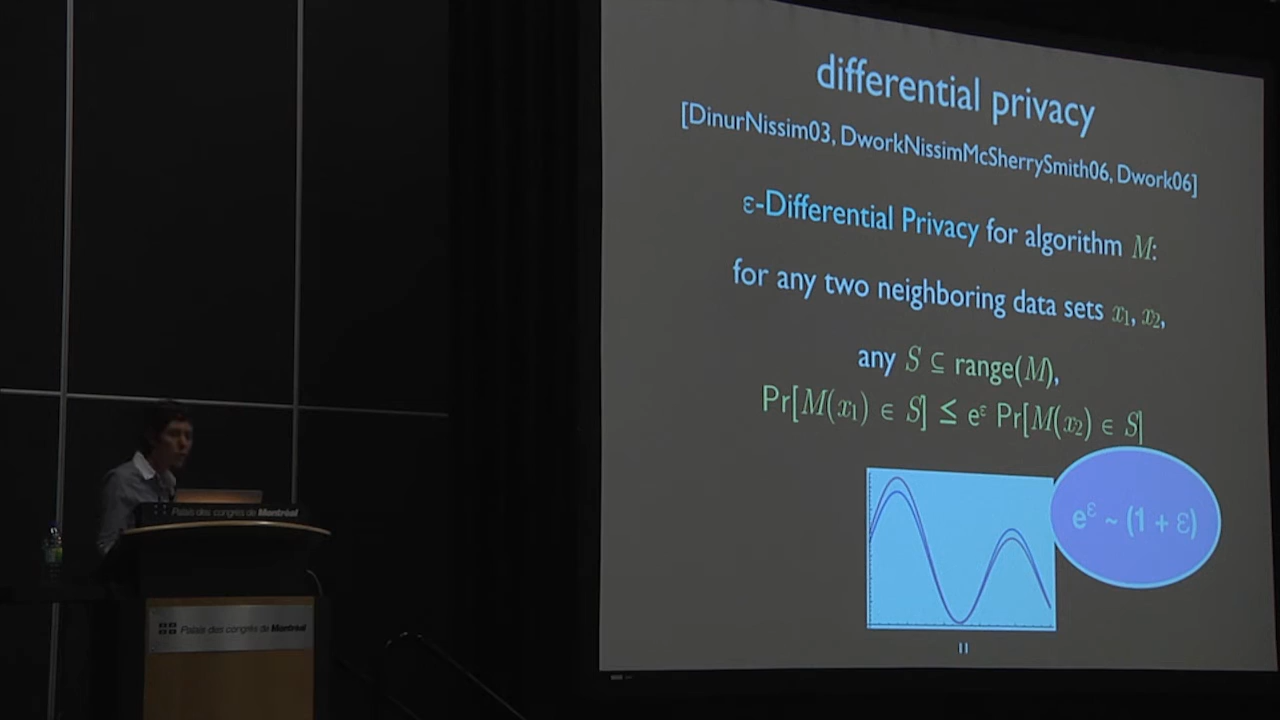 differential privacy
[DinurNissim03, DworkNissimMcSherrySmith06, Dwork06]
ε-Differential Privacy for algorithm M:
for any two neighboring data sets x₁, x₂,
any S ⊆ range(M),
Pr[M(x₁) ∈ S] ≤ e^ε Pr[M(x₂) ∈ S]
e^ε ~ (1 + ε)
11
Palais des congrès de Montréal
Palais des congrès de Montréal